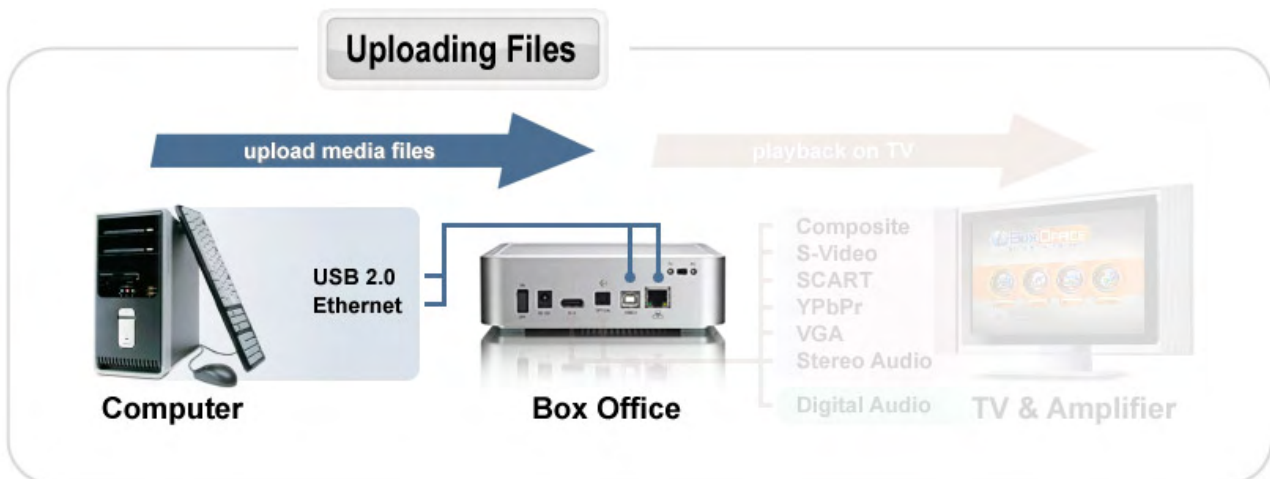 Uploading Files
upload media files
playback on TV
USB 2.0
Ethernet
Composite
S-Video
SCART
YPbPr
VGA
Stereo Audio
Digital Audio
Computer
Box Office
TV & Amplifier